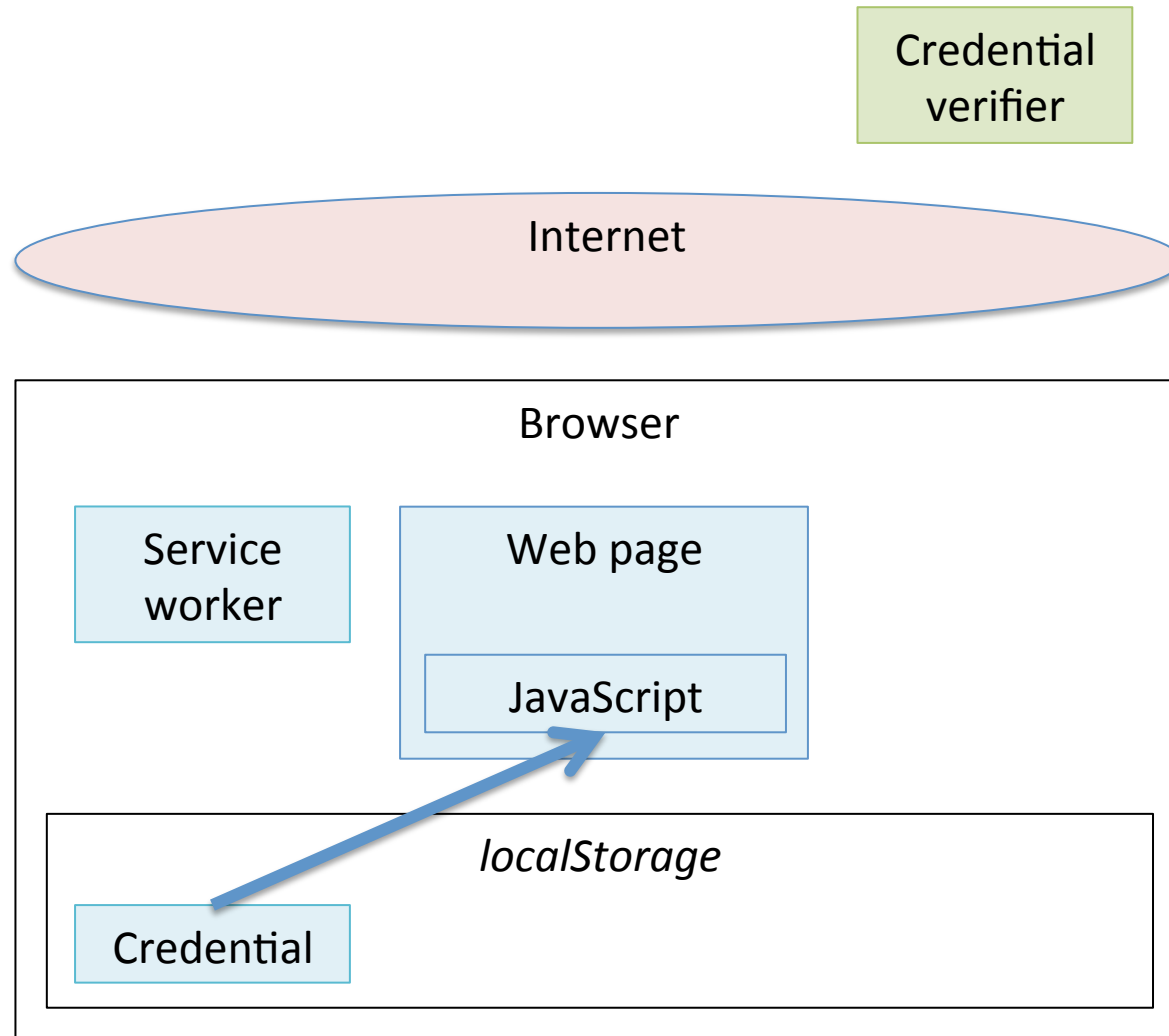 Credential
verifier
Internet
Browser
Service
worker
Web page
JavaScript
localStorage
Credential